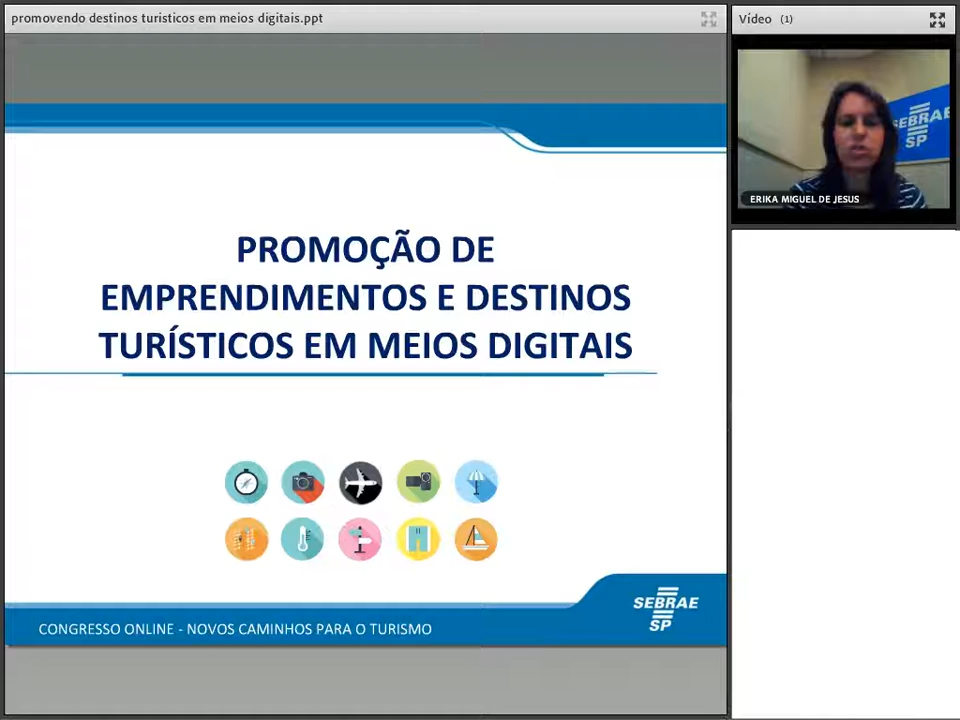 promovendo destinos turisticos em meios digitais.ppt
Vídeo (1)
SEBRAE
SP
ERIKA MIGUEL DE JESUS
PROMOÇÃO DE
EMPRENDIMENTOS E DESTINOS
TURÍSTICOS EM MEIOS DIGITAIS
SEBRAE
SP
CONGRESSO ONLINE - NOVOS CAMINHOS PARA O TURISMO